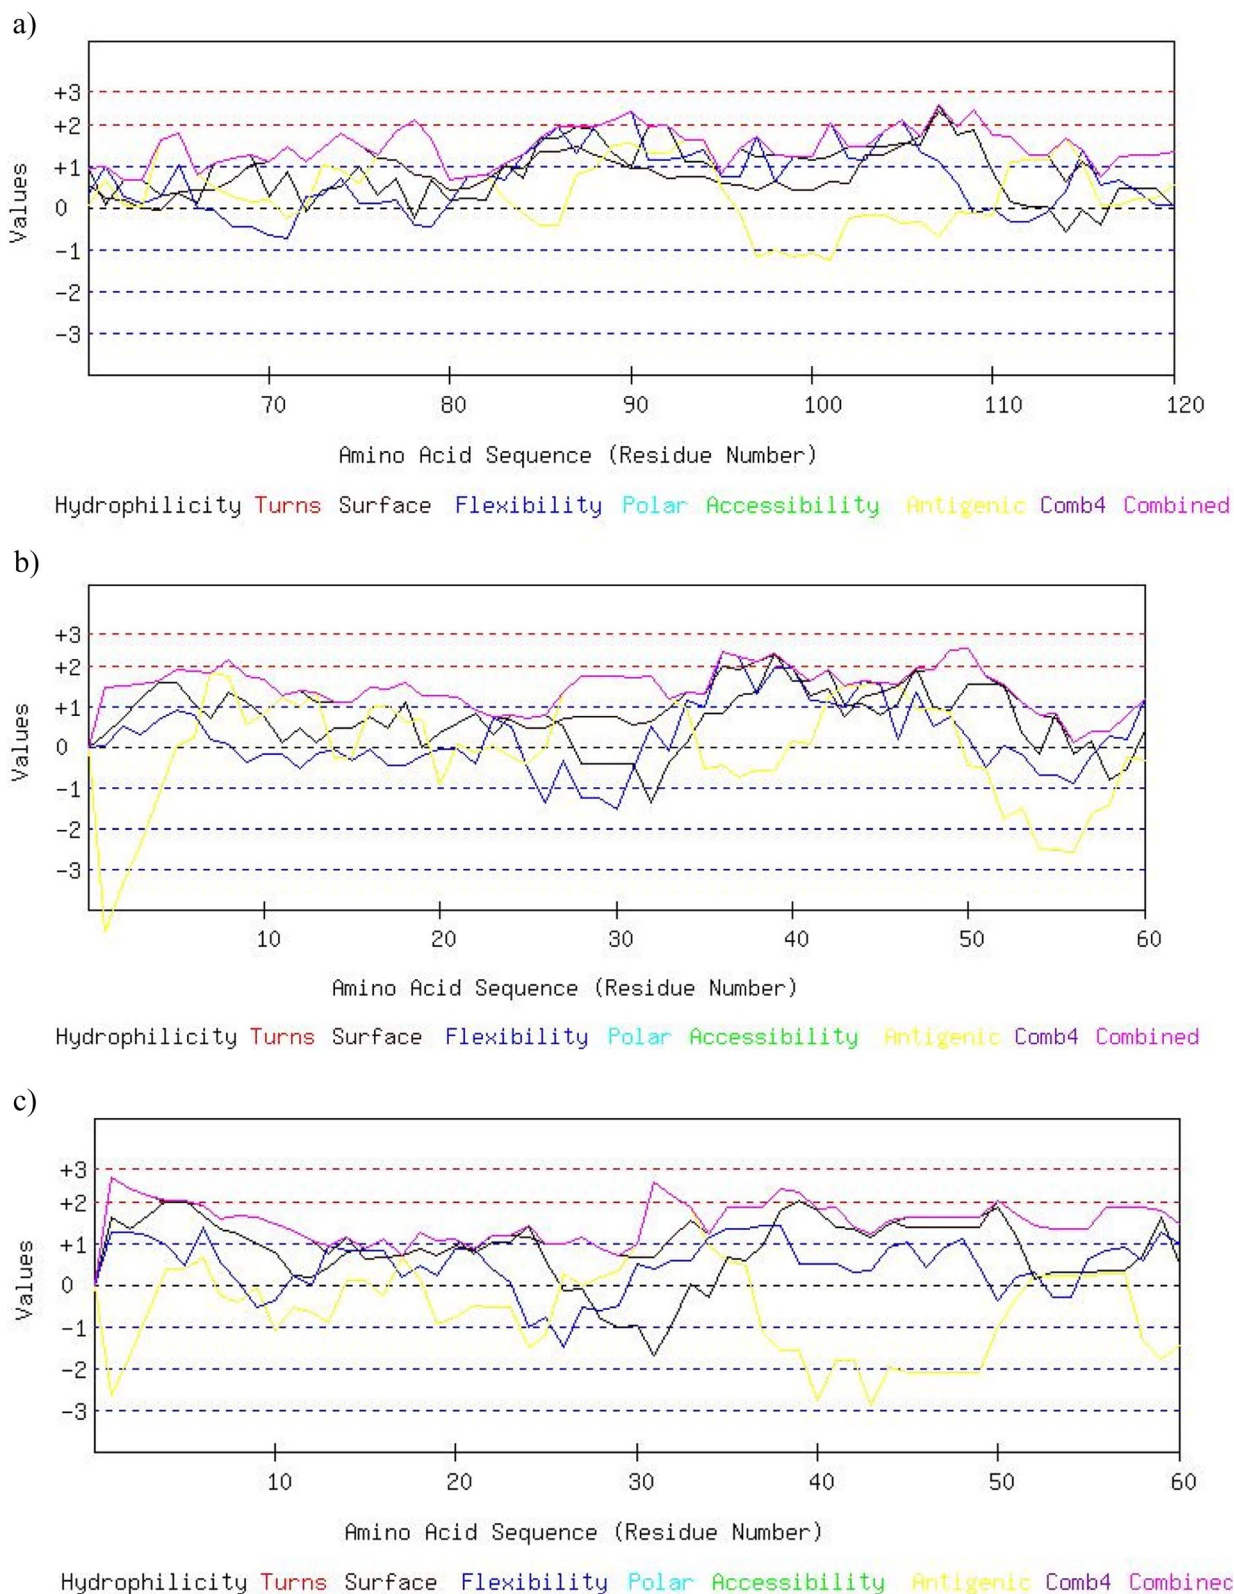 a)
+3
+2
+1
0
-1
-2
-3
Values
70 80 90 100 110 120
Amino Acid Sequence (Residue Number)
Hydrophilicity Turns Surface Flexibility Polar Accessibility Antigenic Comb4 Combined
b)
+3
+2
+1
0
-1
-2
-3
Values
10 20 30 40 50 60
Amino Acid Sequence (Residue Number)
Hydrophilicity Turns Surface Flexibility Polar Accessibility Antigenic Comb4 Combined
c)
+3
+2
+1
0
-1
-2
-3
Values
10 20 30 40 50 60
Amino Acid Sequence (Residue Number)
Hydrophilicity Turns Surface Flexibility Polar Accessibility Antigenic Comb4 Combined